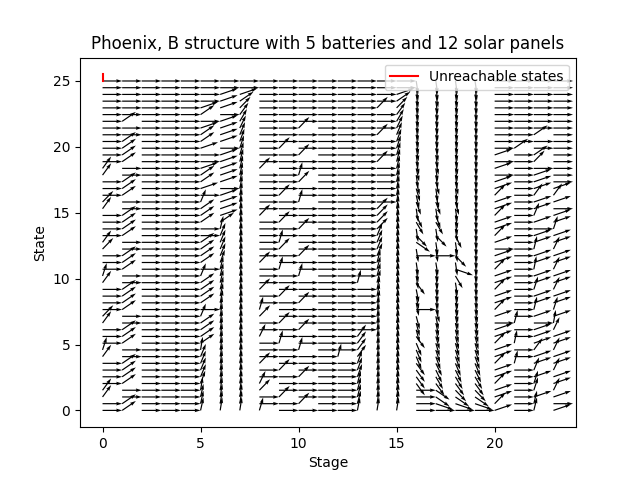 Phoenix, B structure with 5 batteries and 12 solar panels
Unreachable states
25
20
15
10
5
0
State
0 5 10 15 20
Stage